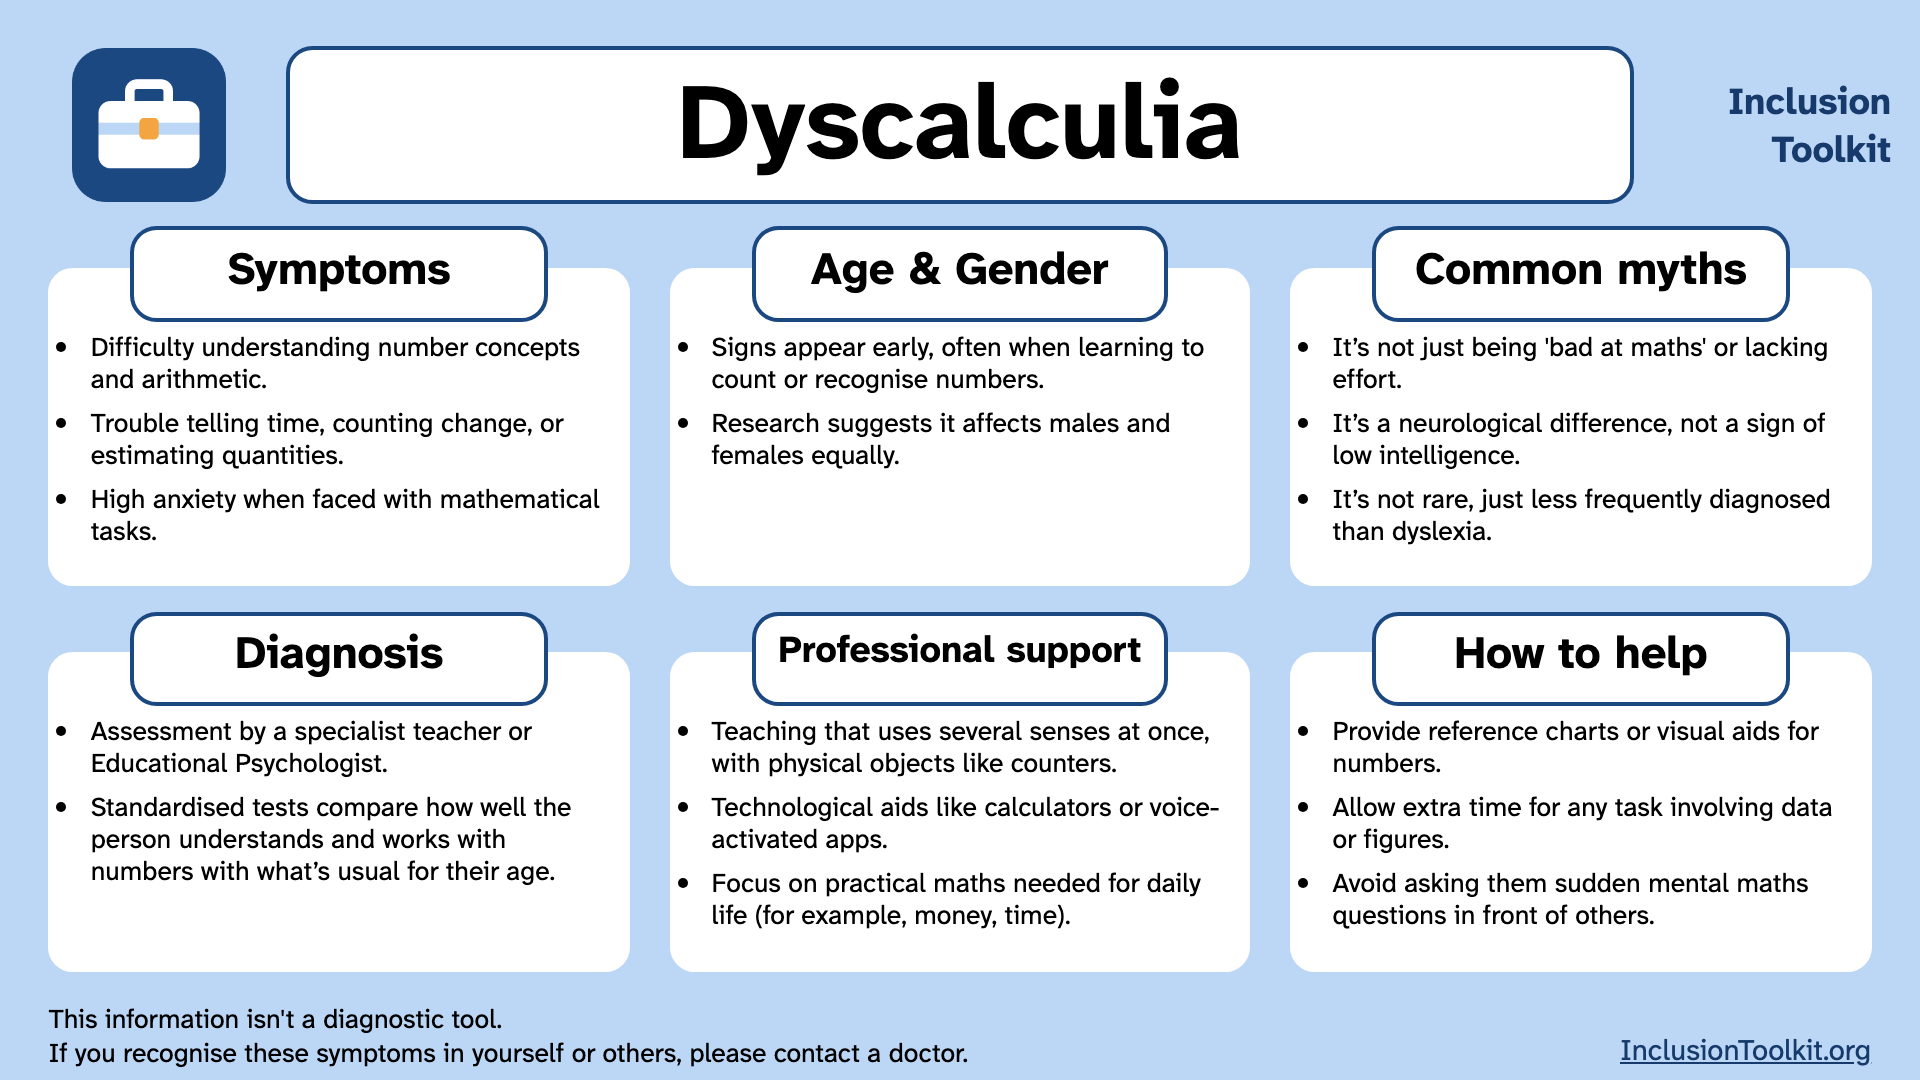 Dyscalculia
Inclusion
Toolkit
Symptoms
• Difficulty understanding number concepts
and arithmetic.
• Trouble telling time, counting change, or
estimating quantities.
• High anxiety when faced with mathematical
tasks.
Age & Gender
• Signs appear early, often when learning to
count or recognise numbers.
• Research suggests it affects males and
females equally.
Common myths
• It’s not just being 'bad at maths' or lacking
effort.
• It’s a neurological difference, not a sign of
low intelligence.
• It’s not rare, just less frequently diagnosed
than dyslexia.
Diagnosis
• Assessment by a specialist teacher or
Educational Psychologist.
• Standardised tests compare how well the
person understands and works with
numbers with what’s usual for their age.
Professional support
• Teaching that uses several senses at once,
with physical objects like counters.
• Technological aids like calculators or voice-
activated apps.
• Focus on practical maths needed for daily
life (for example, money, time).
How to help
• Provide reference charts or visual aids for
numbers.
• Allow extra time for any task involving data
or figures.
• Avoid asking them sudden mental maths
questions in front of others.
This information isn't a diagnostic tool.
If you recognise these symptoms in yourself or others, please contact a doctor.
InclusionToolkit.org